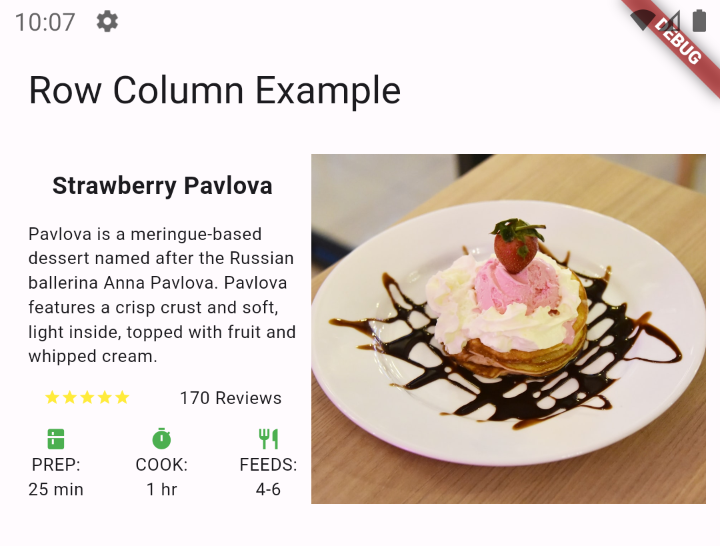 10:07
DEBUG
Row Column Example
Strawberry Pavlova
Pavlova is a meringue-based
dessert named after the Russian
ballerina Anna Pavlova. Pavlova
features a crisp crust and soft,
light inside, topped with fruit and
whipped cream.
170 Reviews
PREP:
25 min
COOK:
1 hr
FEEDS:
4-6